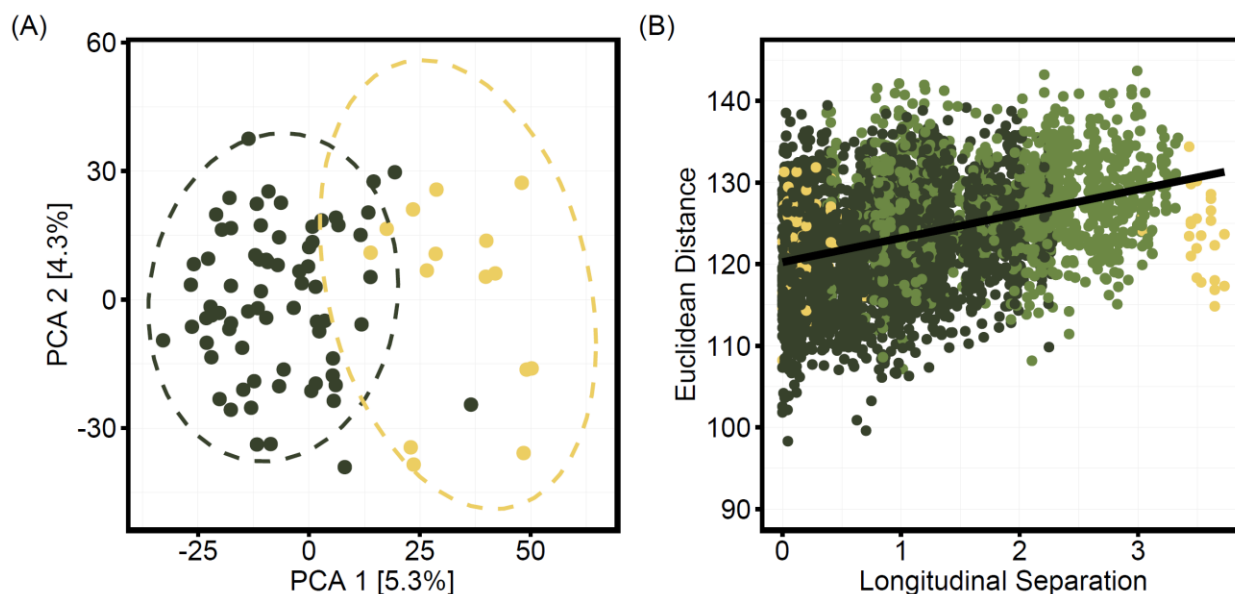 (A)
60
30
0
-30
PCA 2 [4.3%]
-25 0 25 50
PCA 1 [5.3%]
(B)
140
130
120
110
100
90
Euclidean Distance
0 1 2 3
Longitudinal Separation